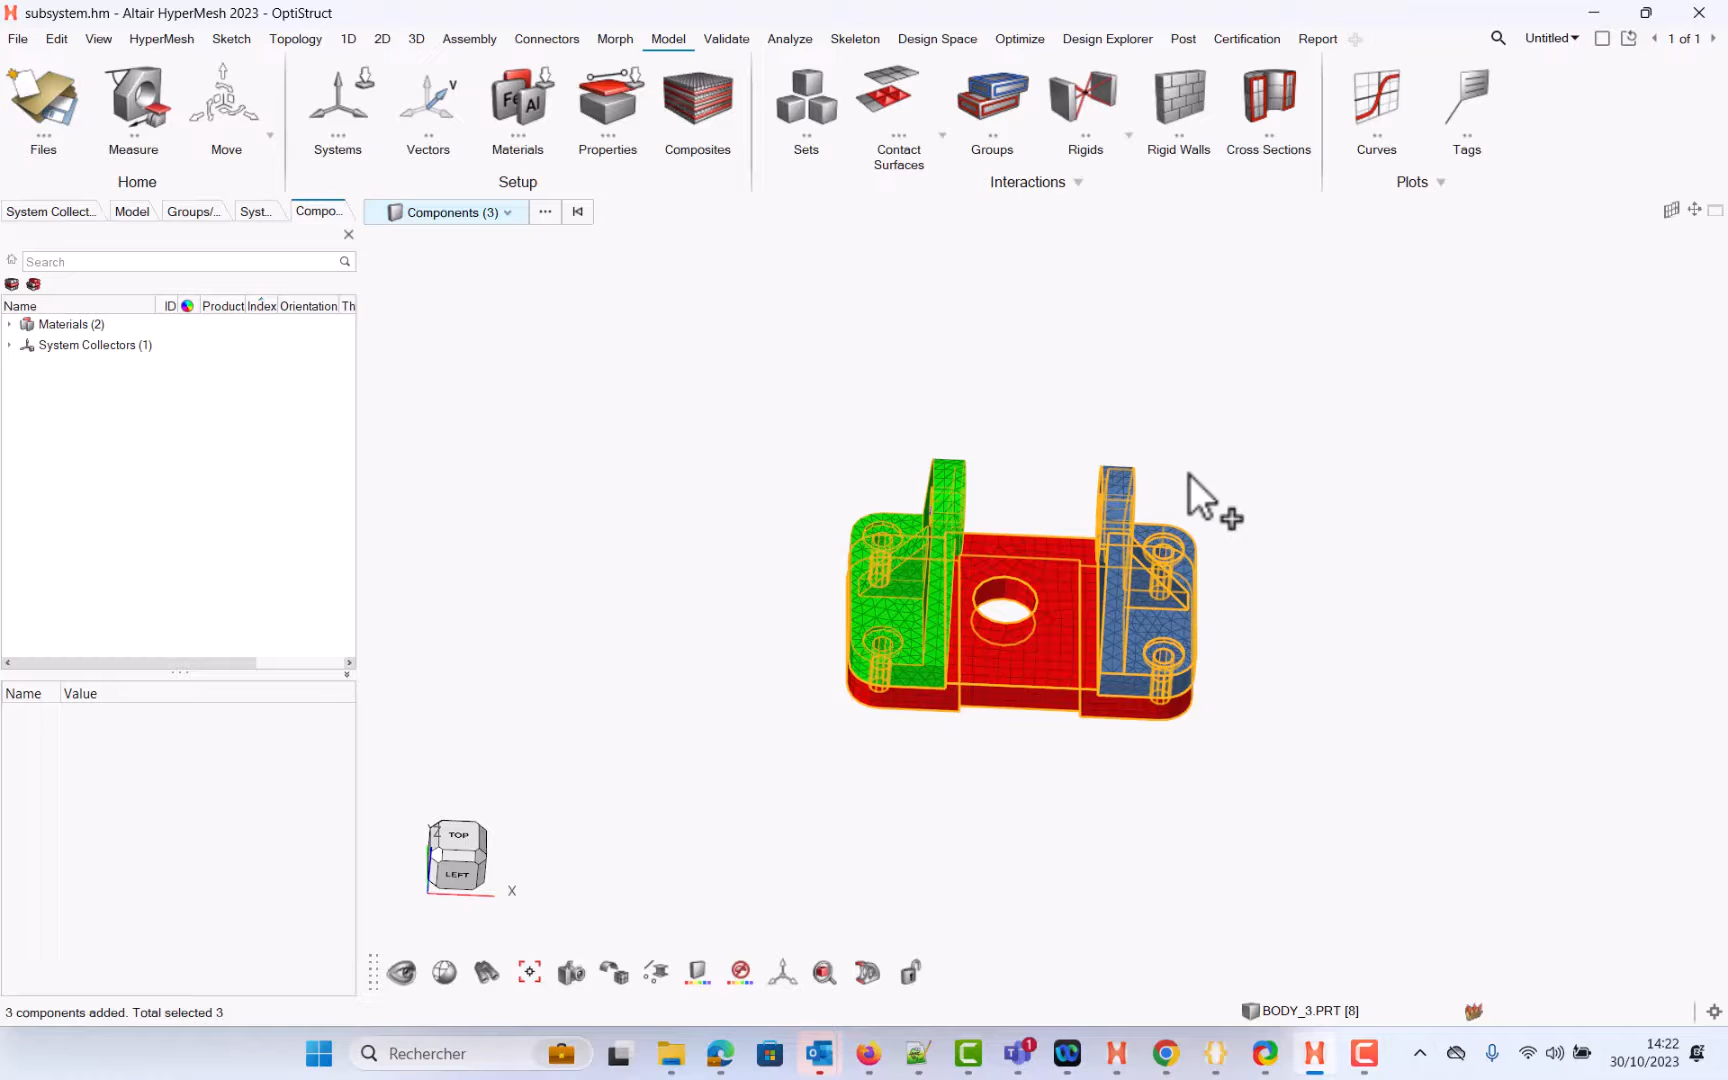 subsystem.hm - Altair HyperMesh 2023 - OptiStruct
File Edit View HyperMesh Sketch Topology 1D 2D 3D Assembly Connectors Morph Model Validate Analyze Skeleton Design Space Optimize Design Explorer Post Certification Report Untitled 1 of 1
Files Measure Move Systems Vectors Materials Properties Composites Sets Contact Surfaces Groups Rigids Rigid Walls Cross Sections Curves Tags
Home Setup Interactions Plots
System Collect... Model Groups/... Syst... Compo... Components (3)
Search
Name ID Product Index Orientation Th
Materials (2)
System Collectors (1)
Name Value
TOP
LEFT
Z
X
3 components added. Total selected 3
BODY_3.PRT [8]
Rechercher
1
14:22
30/10/2023